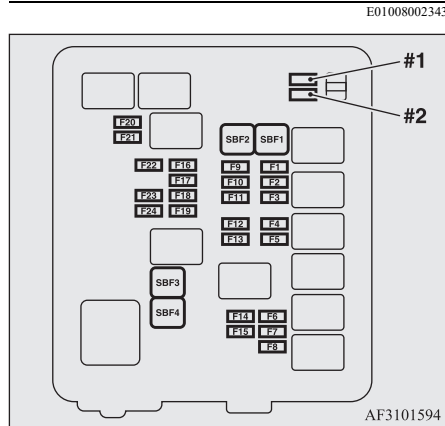 E01008002343
#1
#2
F20
F21
SBF2 SBF1
F22 F16
F9 F1
F17
F10 F2
F23 F18
F11 F3
F24 F19
F12 F4
F13 F5
SBF3
SBF4
F14 F6
F15 F7
F8
AF3101594